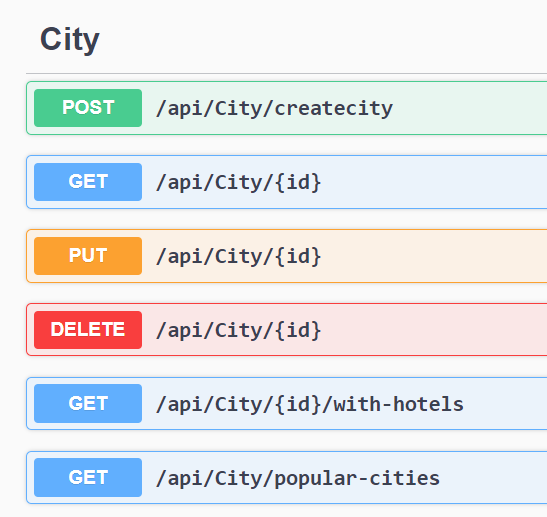 City
POST /api/City/createcity
GET /api/City/{id}
PUT /api/City/{id}
DELETE /api/City/{id}
GET /api/City/{id}/with-hotels
GET /api/City/popular-cities